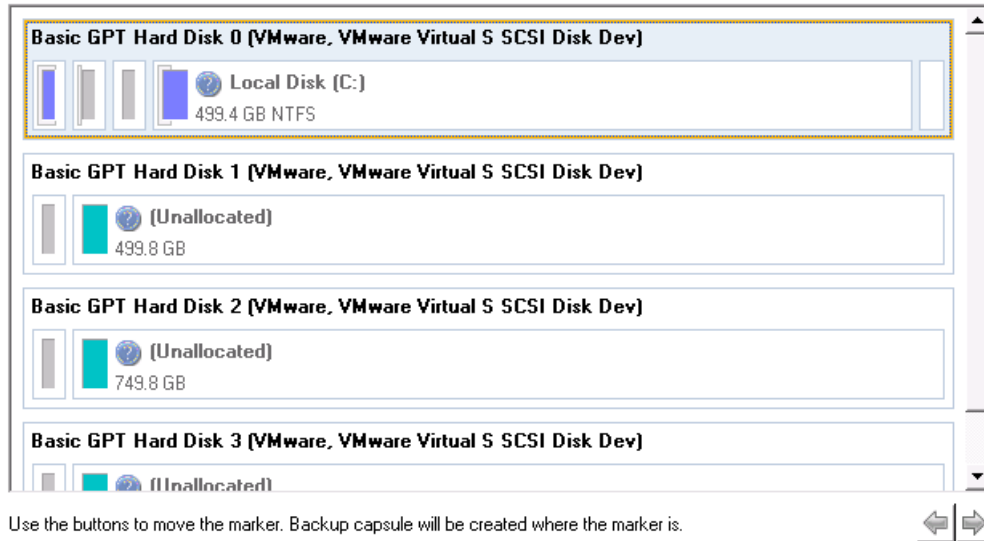 Basic GPT Hard Disk 0 (VMware, VMware Virtual S SCSI Disk Dev)
Local Disk (C:)
499.4 GB NTFS
Basic GPT Hard Disk 1 (VMware, VMware Virtual S SCSI Disk Dev)
(Unallocated)
499.8 GB
Basic GPT Hard Disk 2 (VMware, VMware Virtual S SCSI Disk Dev)
(Unallocated)
749.8 GB
Basic GPT Hard Disk 3 (VMware, VMware Virtual S SCSI Disk Dev)
(Unallocated)
Use the buttons to move the marker. Backup capsule will be created where the marker is.